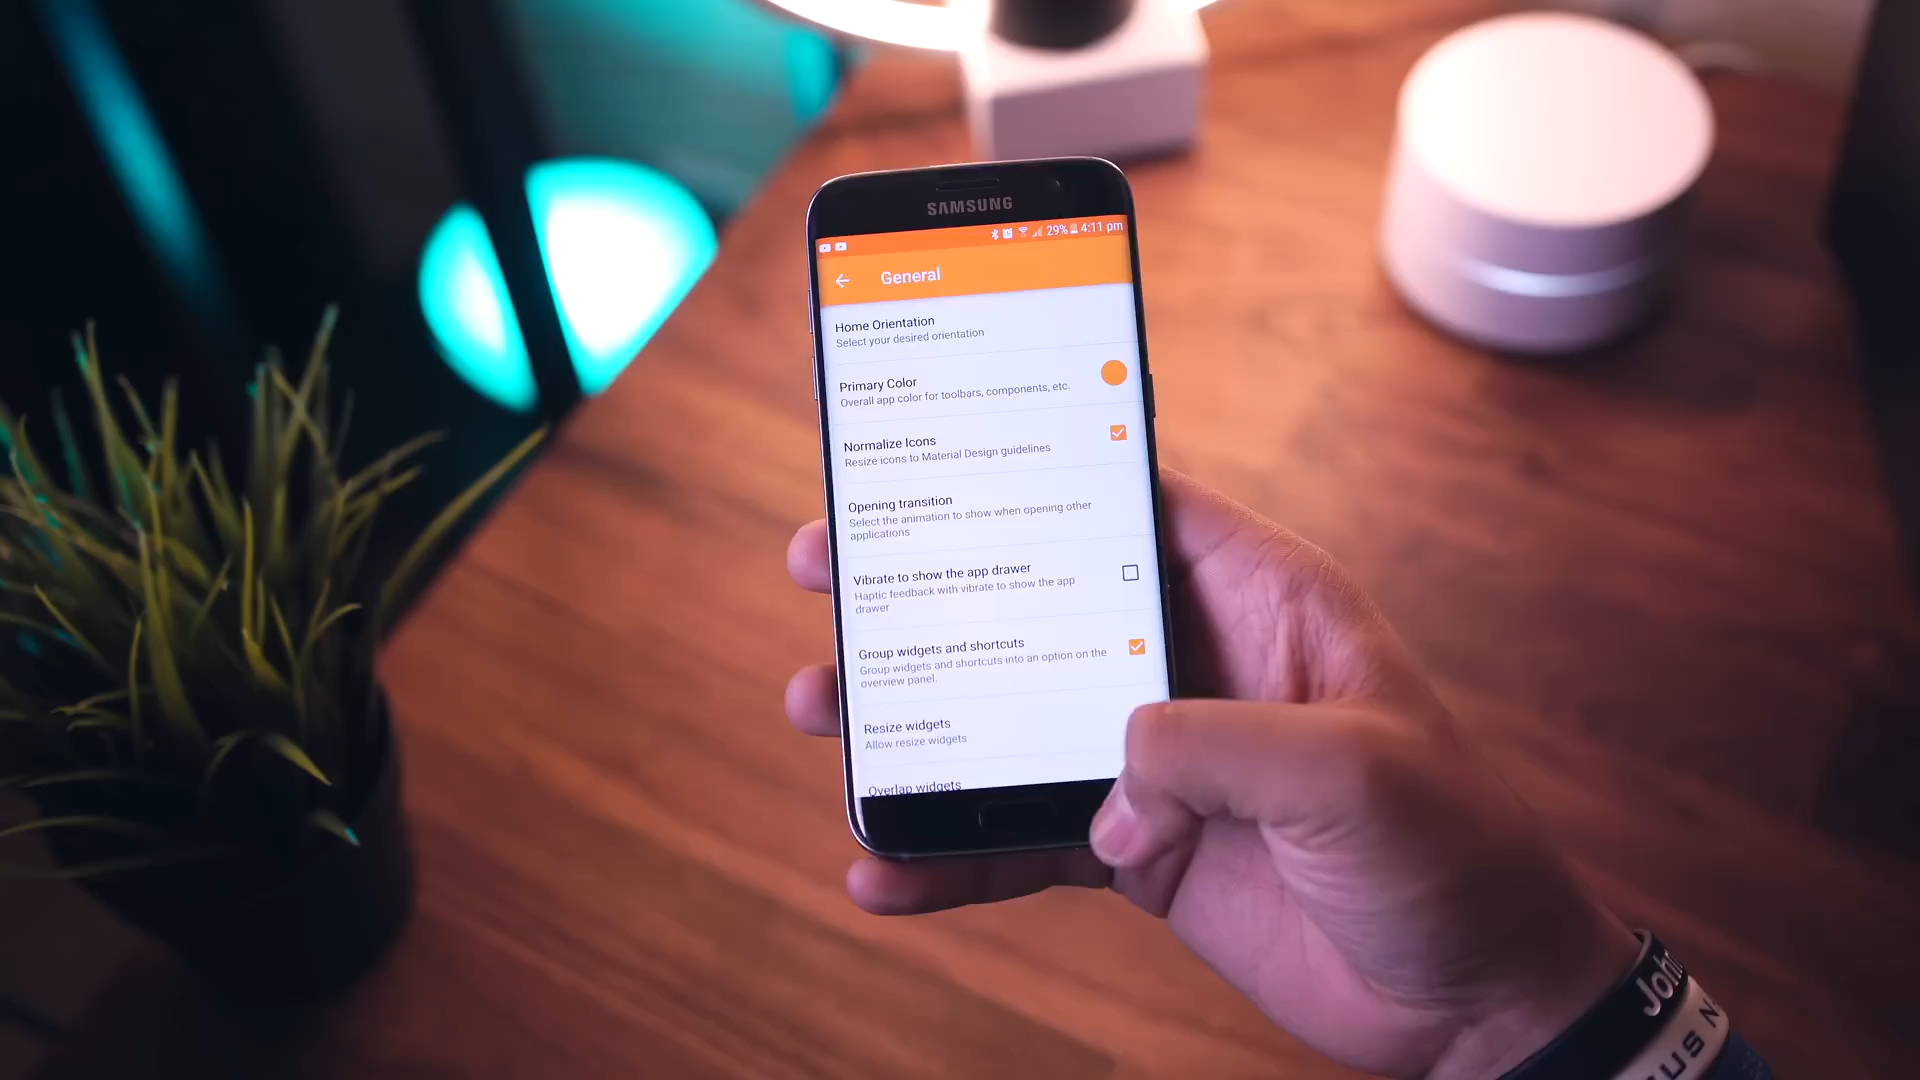 SAMSUNG
29% 4:11 pm
General
Home Orientation
Select your desired orientation
Primary Color
Overall app color for toolbars, components, etc.
Normalize Icons
Resize icons to Material Design guidelines
Opening transition
Select the animation to show when opening other
applications
Vibrate to show the app drawer
Haptic feedback with vibrate to show the app
drawer
Group widgets and shortcuts
Group widgets and shortcuts into an option on the
overview panel.
Resize widgets
Allow resize widgets
Overlap widgets